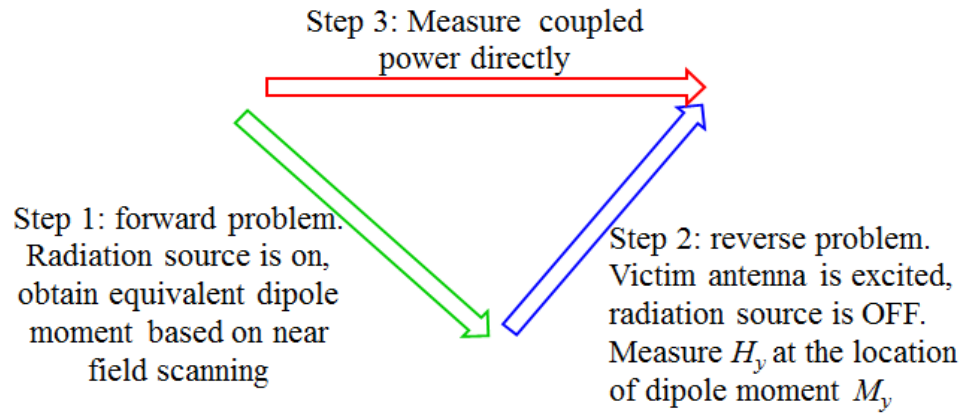 Step 3: Measure coupled
power directly
Step 1: forward problem.
Radiation source is on,
obtain equivalent dipole
moment based on near
field scanning
Step 2: reverse problem.
Victim antenna is excited,
radiation source is OFF.
Measure Hy at the location
of dipole moment My